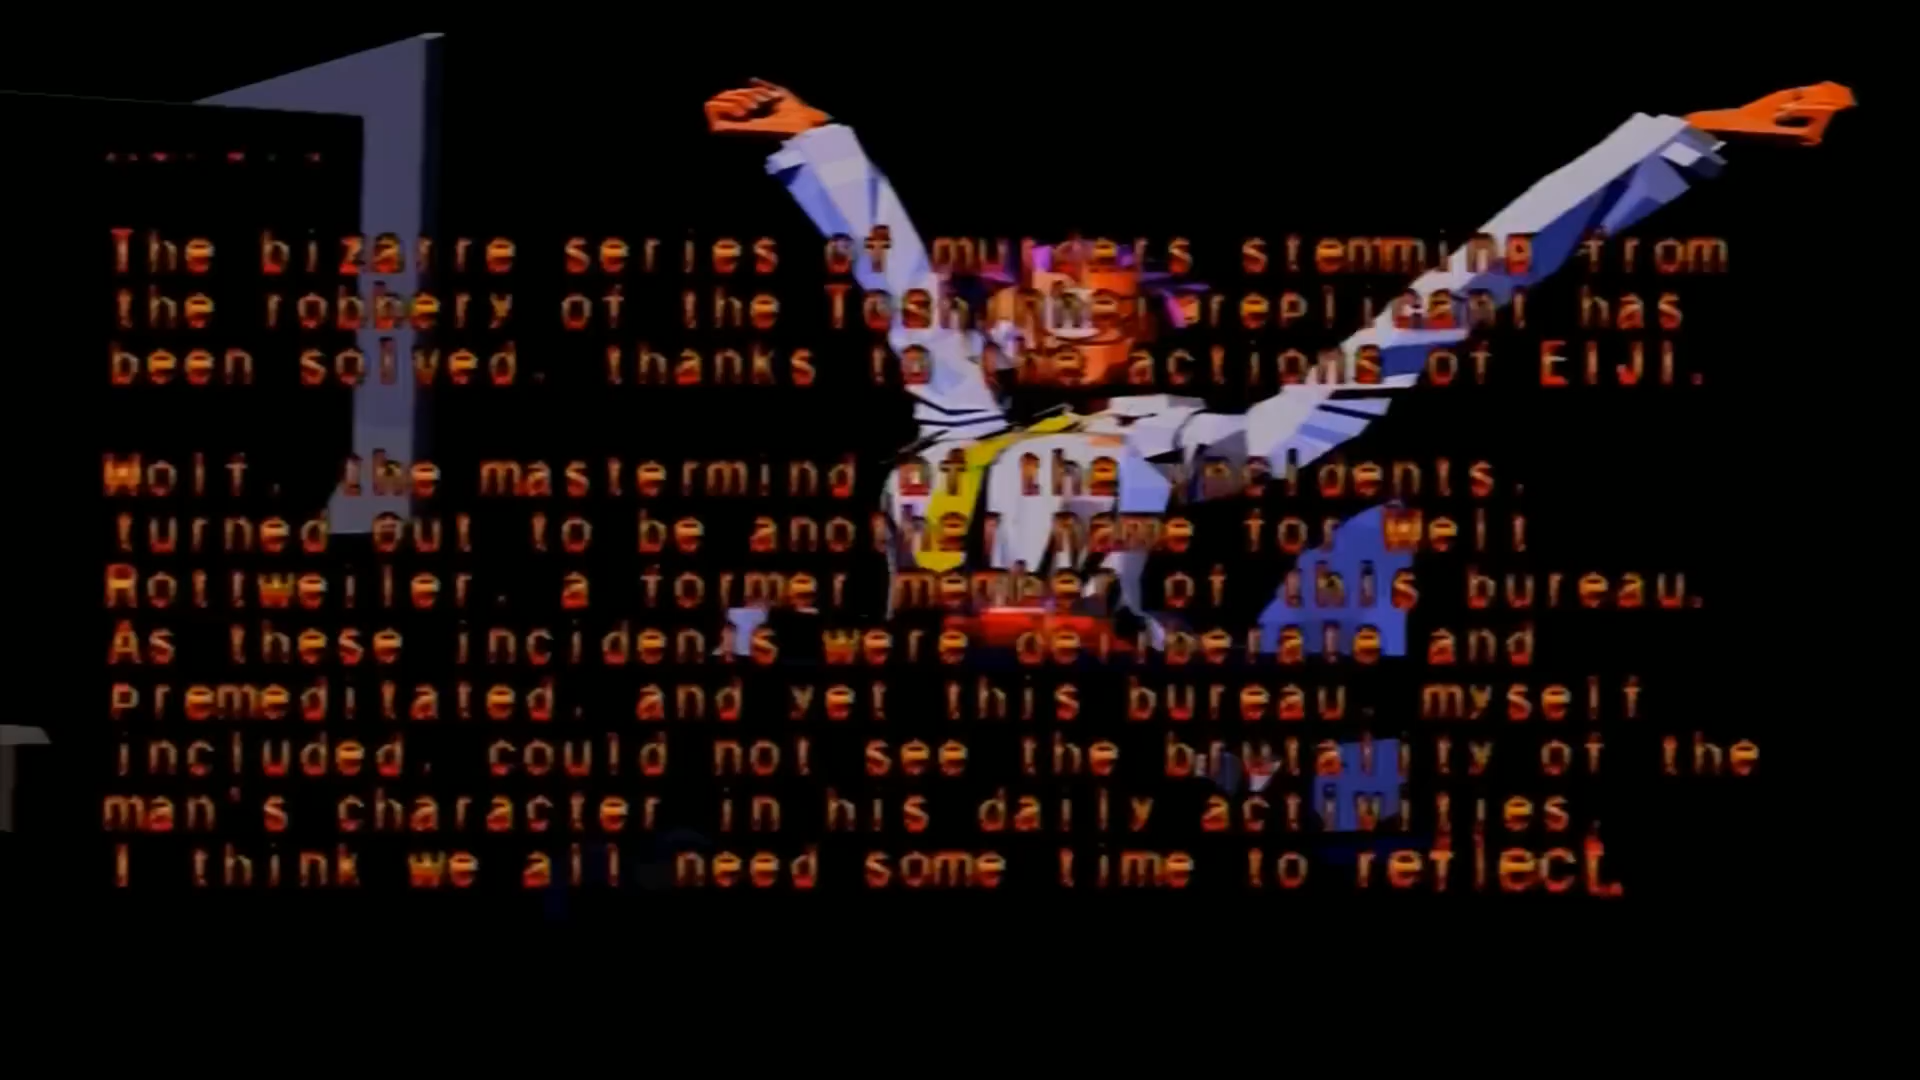 The bizarre series of murders stemming from
the robbery of the Toshinhei areplicant has
been solved, thanks to the actions of EIJI.
Wolf, the mastermind of the incidents,
turned out to be another name for Welt
Rottweiler, a former member of this bureau.
As these incidents were deliberate and
premeditated, and yet this bureau, myself
included, could not see the brutality of the
man's character in his daily activities,
I think we all need some time to reflect.